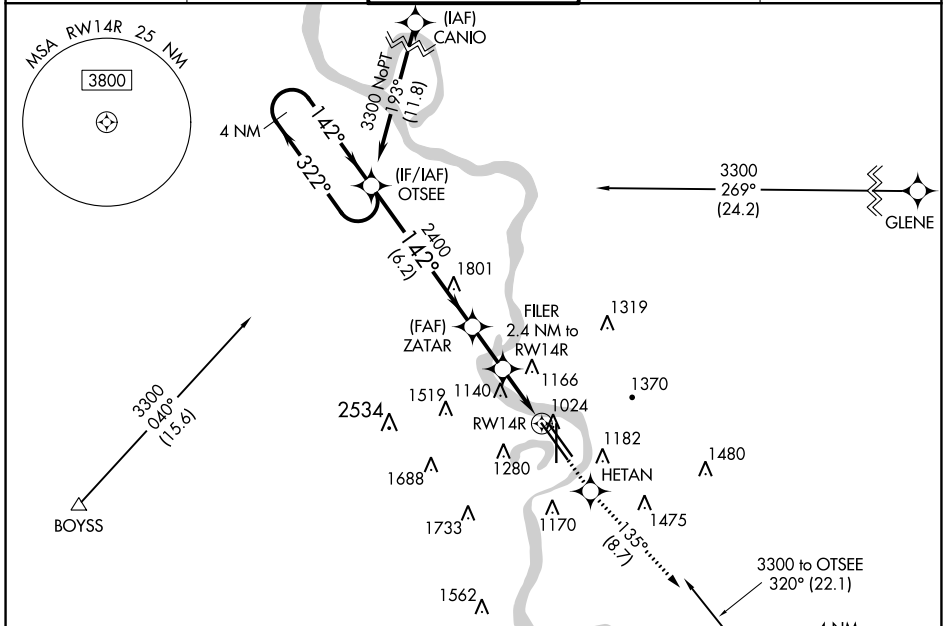 MSA RW14R 25 NM
3800
(IAF)
CANIO
3300 NoPT
193°
(11.8)
4 NM
142°
322°
(IF/IAF)
OTSEE
3300
269°
(24.2)
GLENE
2400
142°
(6.2)
1801
(FAF)
ZATAR
FILER
2.4 NM to
RW14R
1319
1166
1140
1370
1519
2534
1024
RW14R
3300
040°
(15.6)
BOYSS
1688
1280
1182
1480
HETAN
1733
1170
1475
135°
(8.7)
3300 to OTSEE
320° (22.1)
1562
4 NM